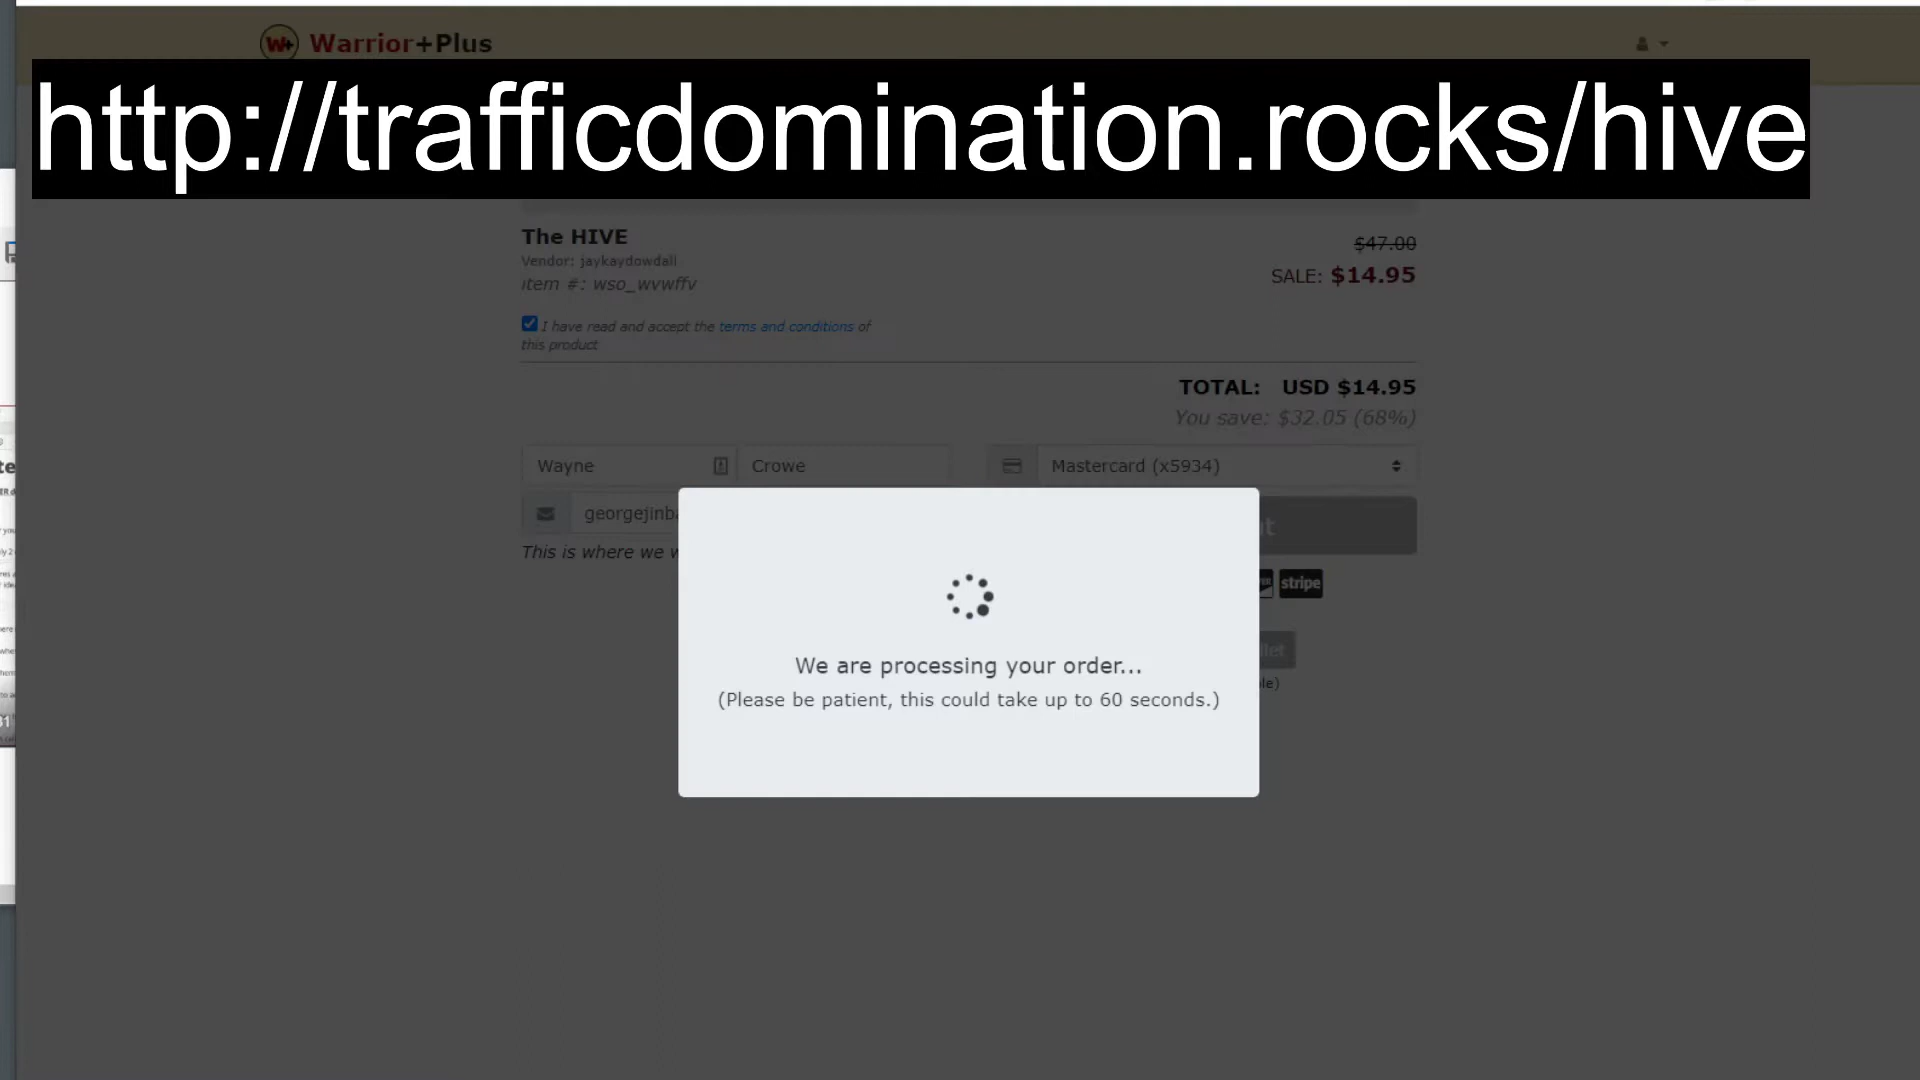 Warrior+Plus
http://trafficdomination.rocks/hive
The HIVE
$47.00
Vendor: jaykaydowdall
SALE: $14.95
item #: wso_wvwffv
I have read and accept the terms and conditions of
this product
TOTAL: USD $14.95
You save: $32.05 (68%)
Wayne
Crowe
Mastercard (x5934)
georgejinba
This is where we w
stripe
We are processing your order...
(Please be patient, this could take up to 60 seconds.)